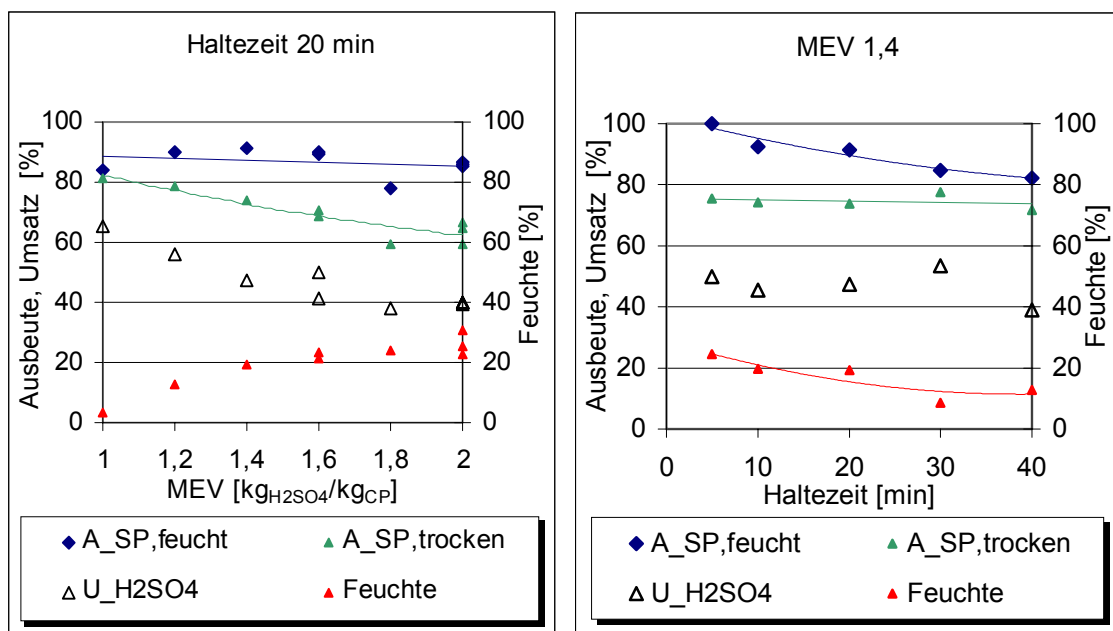 Haltezeit 20 min
Ausbeute, Umsatz [%]
100
80
60
40
20
0
100
80
60
40
20
0
Feuchte [%]
1 1,2 1,4 1,6 1,8 2
MEV [kgH2SO4/kgCP]
A_SP,feucht A_SP,trocken
U_H2SO4 Feuchte
MEV 1,4
Ausbeute, Umsatz [%]
100
80
60
40
20
0
100
80
60
40
20
0
Feuchte [%]
0 10 20 30 40
Haltezeit [min]
A_SP,feucht A_SP,trocken
U_H2SO4 Feuchte